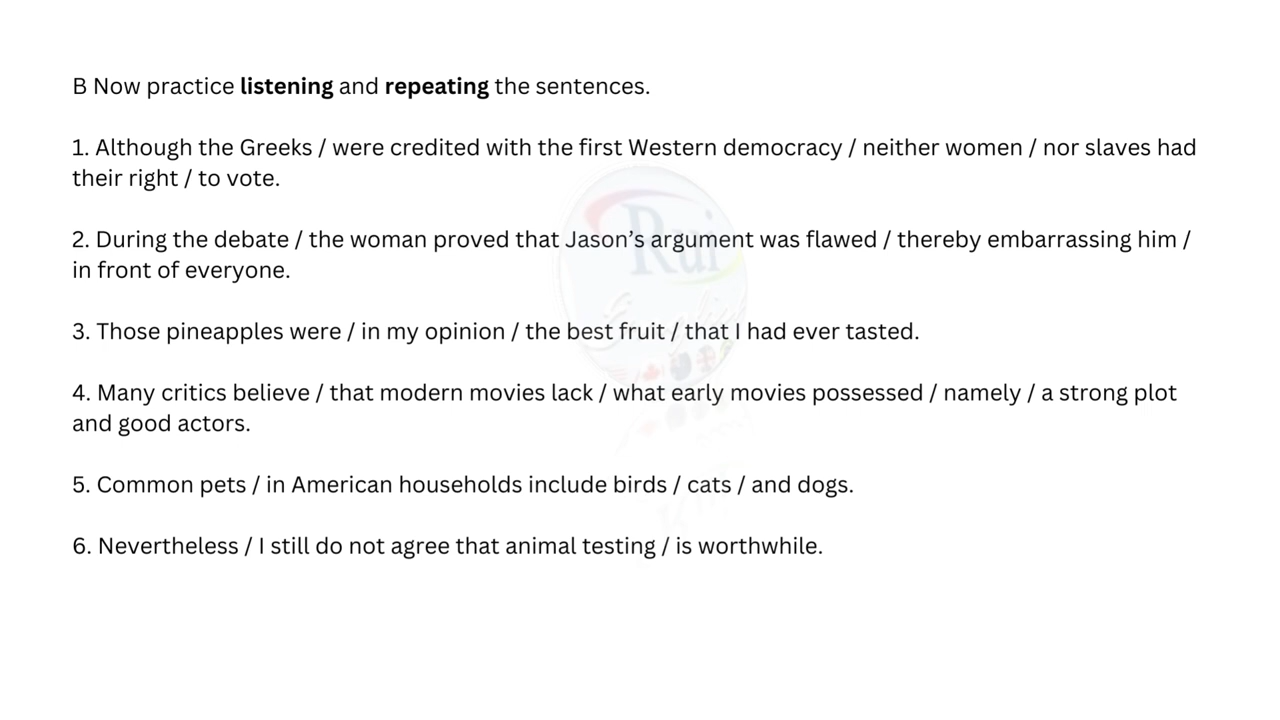 B Now practice listening and repeating the sentences.
1. Although the Greeks / were credited with the first Western democracy / neither women / nor slaves had
their right / to vote.
2. During the debate / the woman proved that Jason’s argument was flawed / thereby embarrassing him /
in front of everyone.
3. Those pineapples were / in my opinion / the best fruit / that I had ever tasted.
4. Many critics believe / that modern movies lack / what early movies possessed / namely / a strong plot
and good actors.
5. Common pets / in American households include birds / cats / and dogs.
6. Nevertheless / I still do not agree that animal testing / is worthwhile.
Rui
English